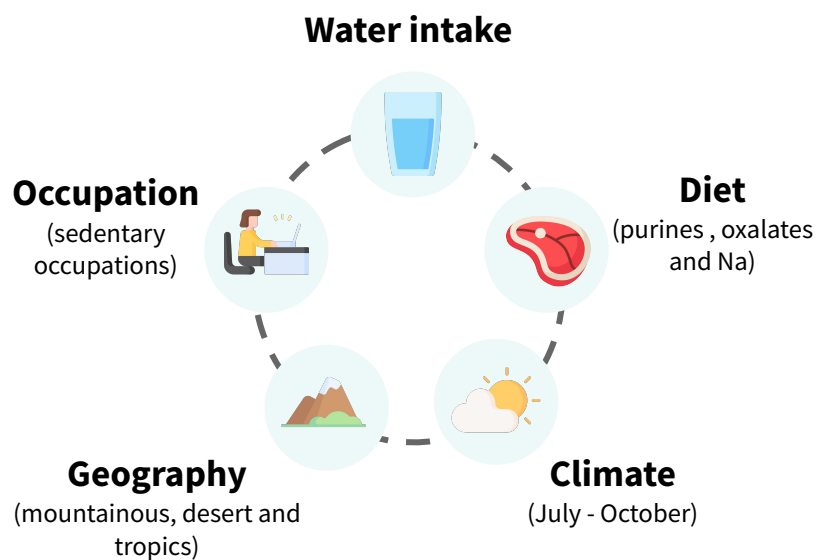 Water intake
Occupation
(sedentary
occupations)
Diet
(purines , oxalates
and Na)
Geography
(mountainous, desert and
tropics)
Climate
(July - October)